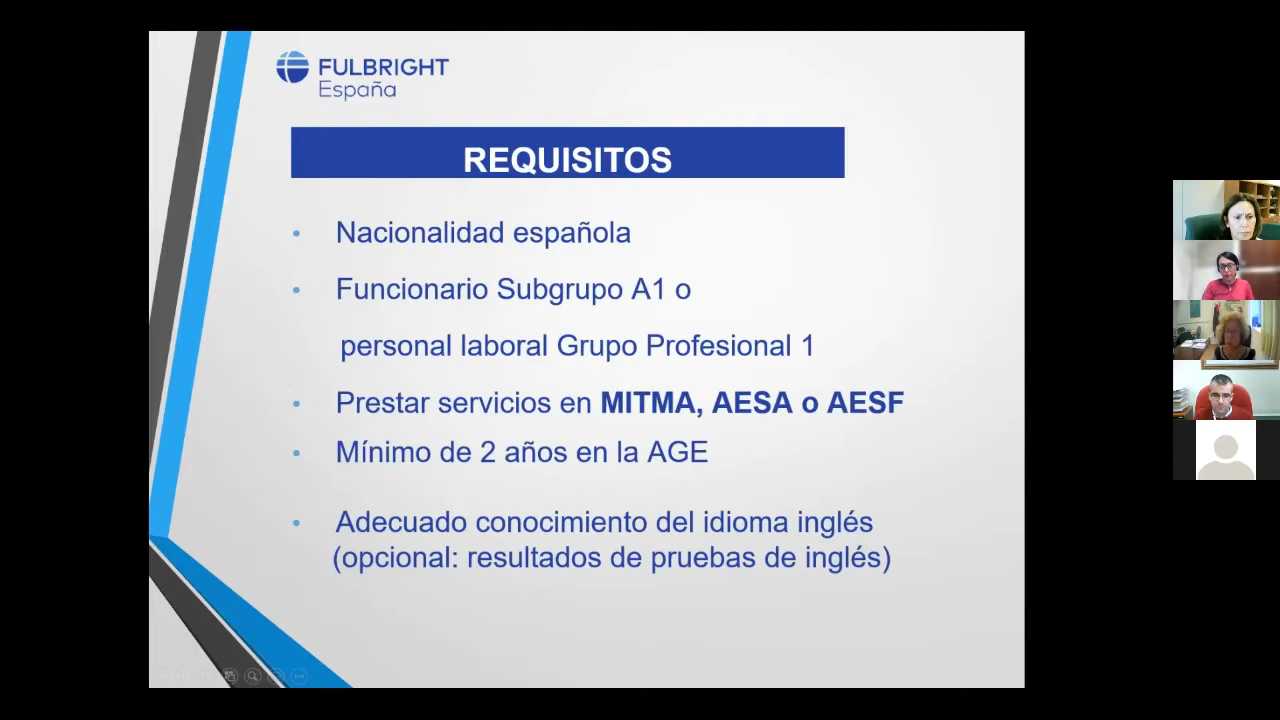 FULBRIGHT
España
REQUISITOS
• Nacionalidad española
• Funcionario Subgrupo A1 o
personal laboral Grupo Profesional 1
• Prestar servicios en MITMA, AESA o AESF
• Mínimo de 2 años en la AGE
• Adecuado conocimiento del idioma inglés
(opcional: resultados de pruebas de inglés)